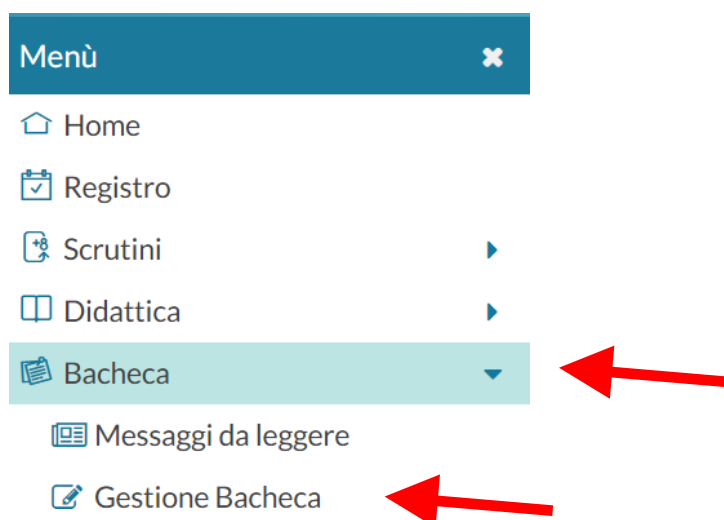 Menù
Home
Registro
Scrutini
Didattica
Bacheca
Messaggi da leggere
Gestione Bacheca